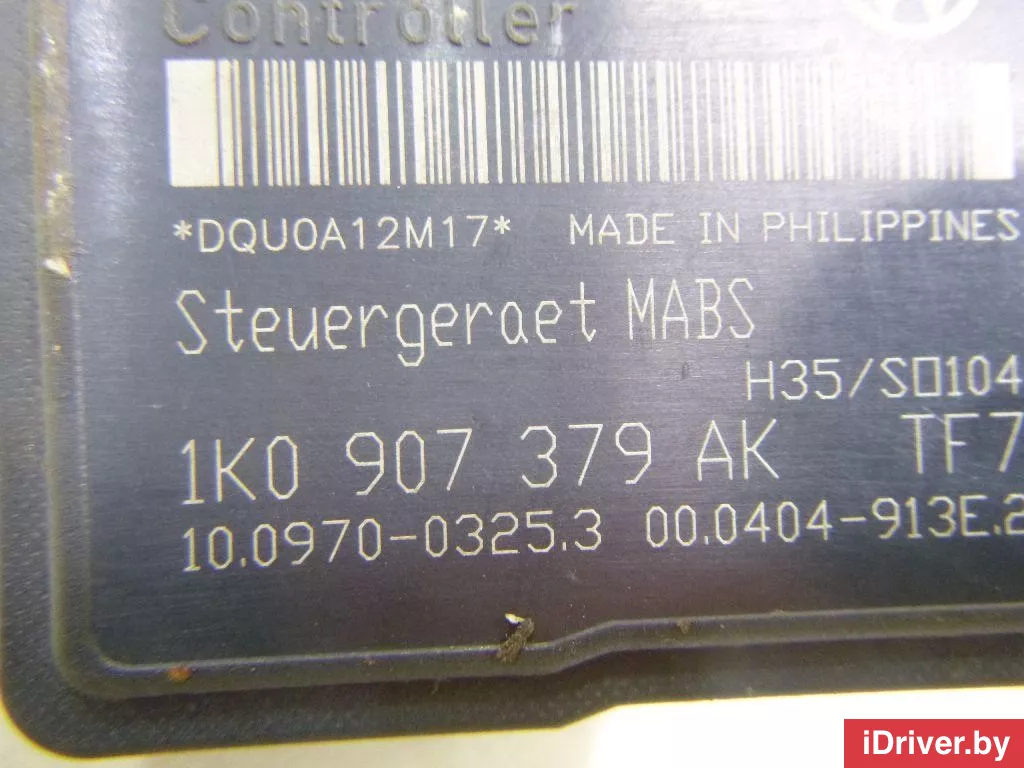 Controller
*DQU0A12M17* MADE IN PHILIPPINES
Steuergeraet MABS
H35/S0104
1K0 907 379 AK TF7
10.0970-0325.3 00.0404-913E.2
iDriver.by